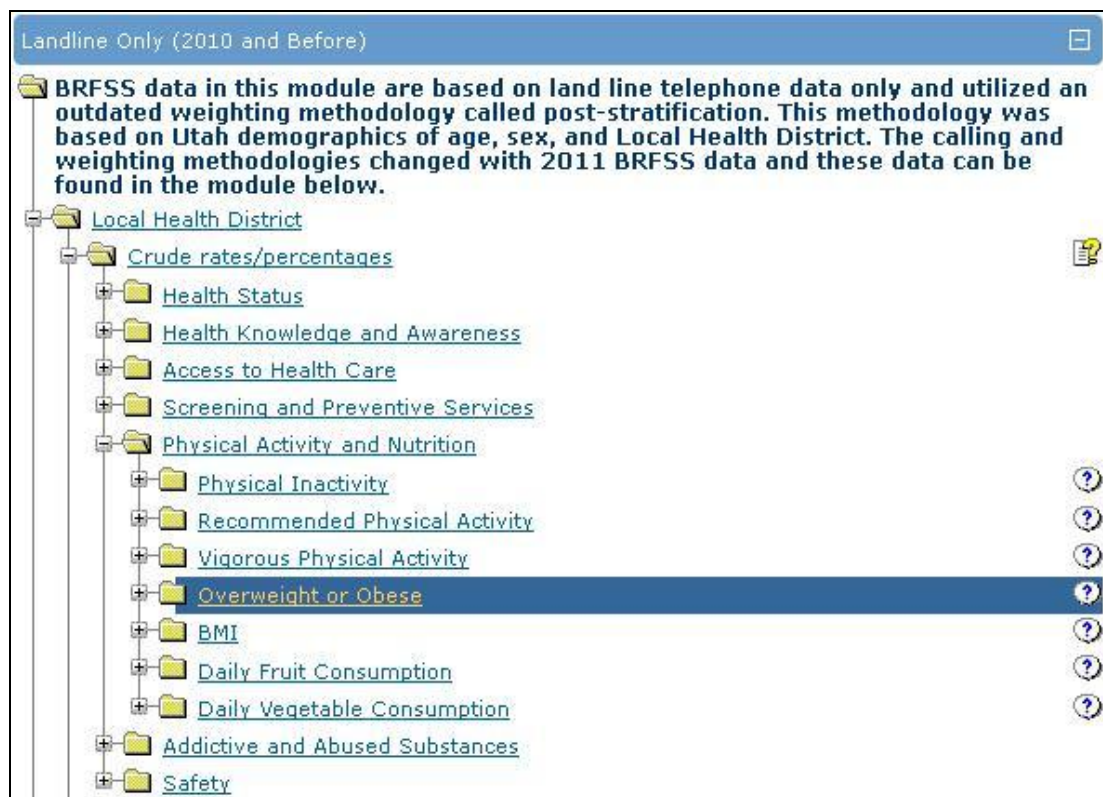 Landline Only (2010 and Before)
BRFSS data in this module are based on land line telephone data only and utilized an
outdated weighting methodology called post-stratification. This methodology was
based on Utah demographics of age, sex, and Local Health District. The calling and
weighting methodologies changed with 2011 BRFSS data and these data can be
found in the module below.
Local Health District
Crude rates/percentages
Health Status
Health Knowledge and Awareness
Access to Health Care
Screening and Preventive Services
Physical Activity and Nutrition
Physical Inactivity
Recommended Physical Activity
Vigorous Physical Activity
Overweight or Obese
BMI
Daily Fruit Consumption
Daily Vegetable Consumption
Addictive and Abused Substances
Safety